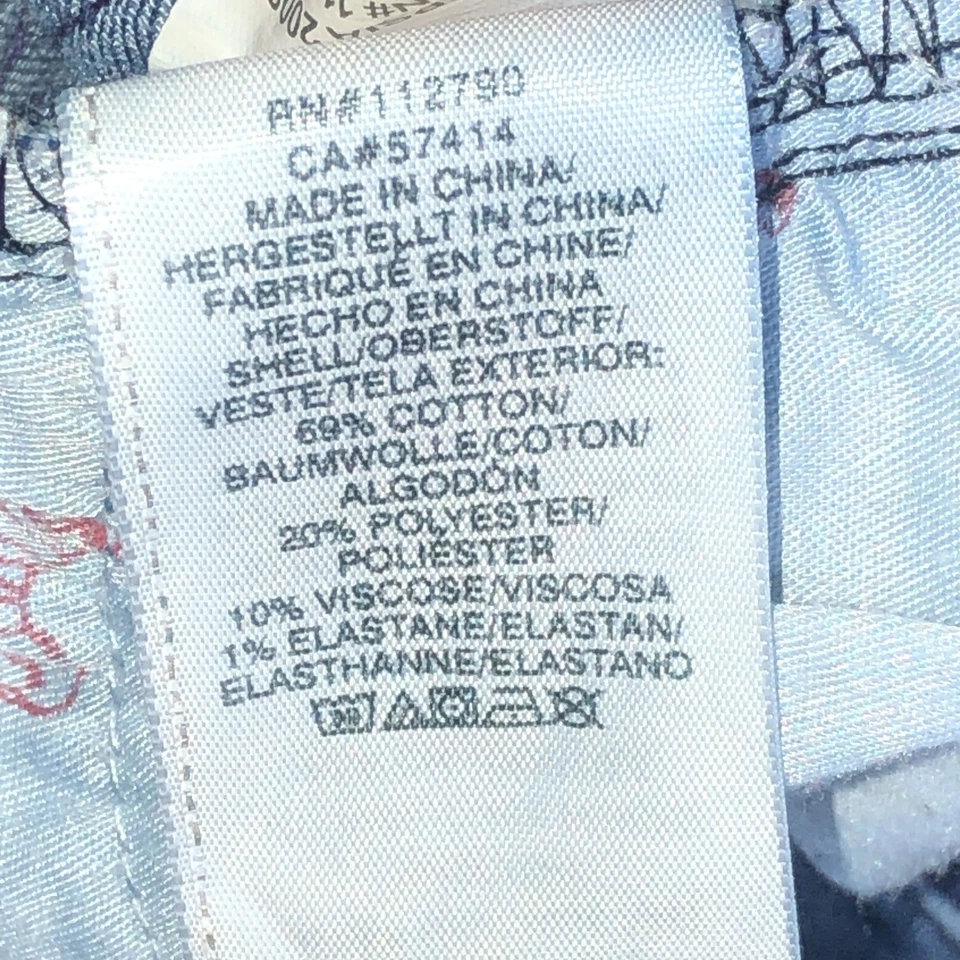 RN#112790
CA#57414
MADE IN CHINA/
HERGESTELLT IN CHINA/
FABRIQUÉ EN CHINE/
HECHO EN CHINA
SHELL/OBERSTOFF/
VESTE/TELA EXTERIOR:
69% COTTON/
BAUMWOLLE/COTON/
ALGODÓN
20% POLYESTER/
POLIÉSTER
10% VISCOSE/VISCOSA
1% ELASTANE/ELASTAN/
ELASTHANNE/ELASTANO